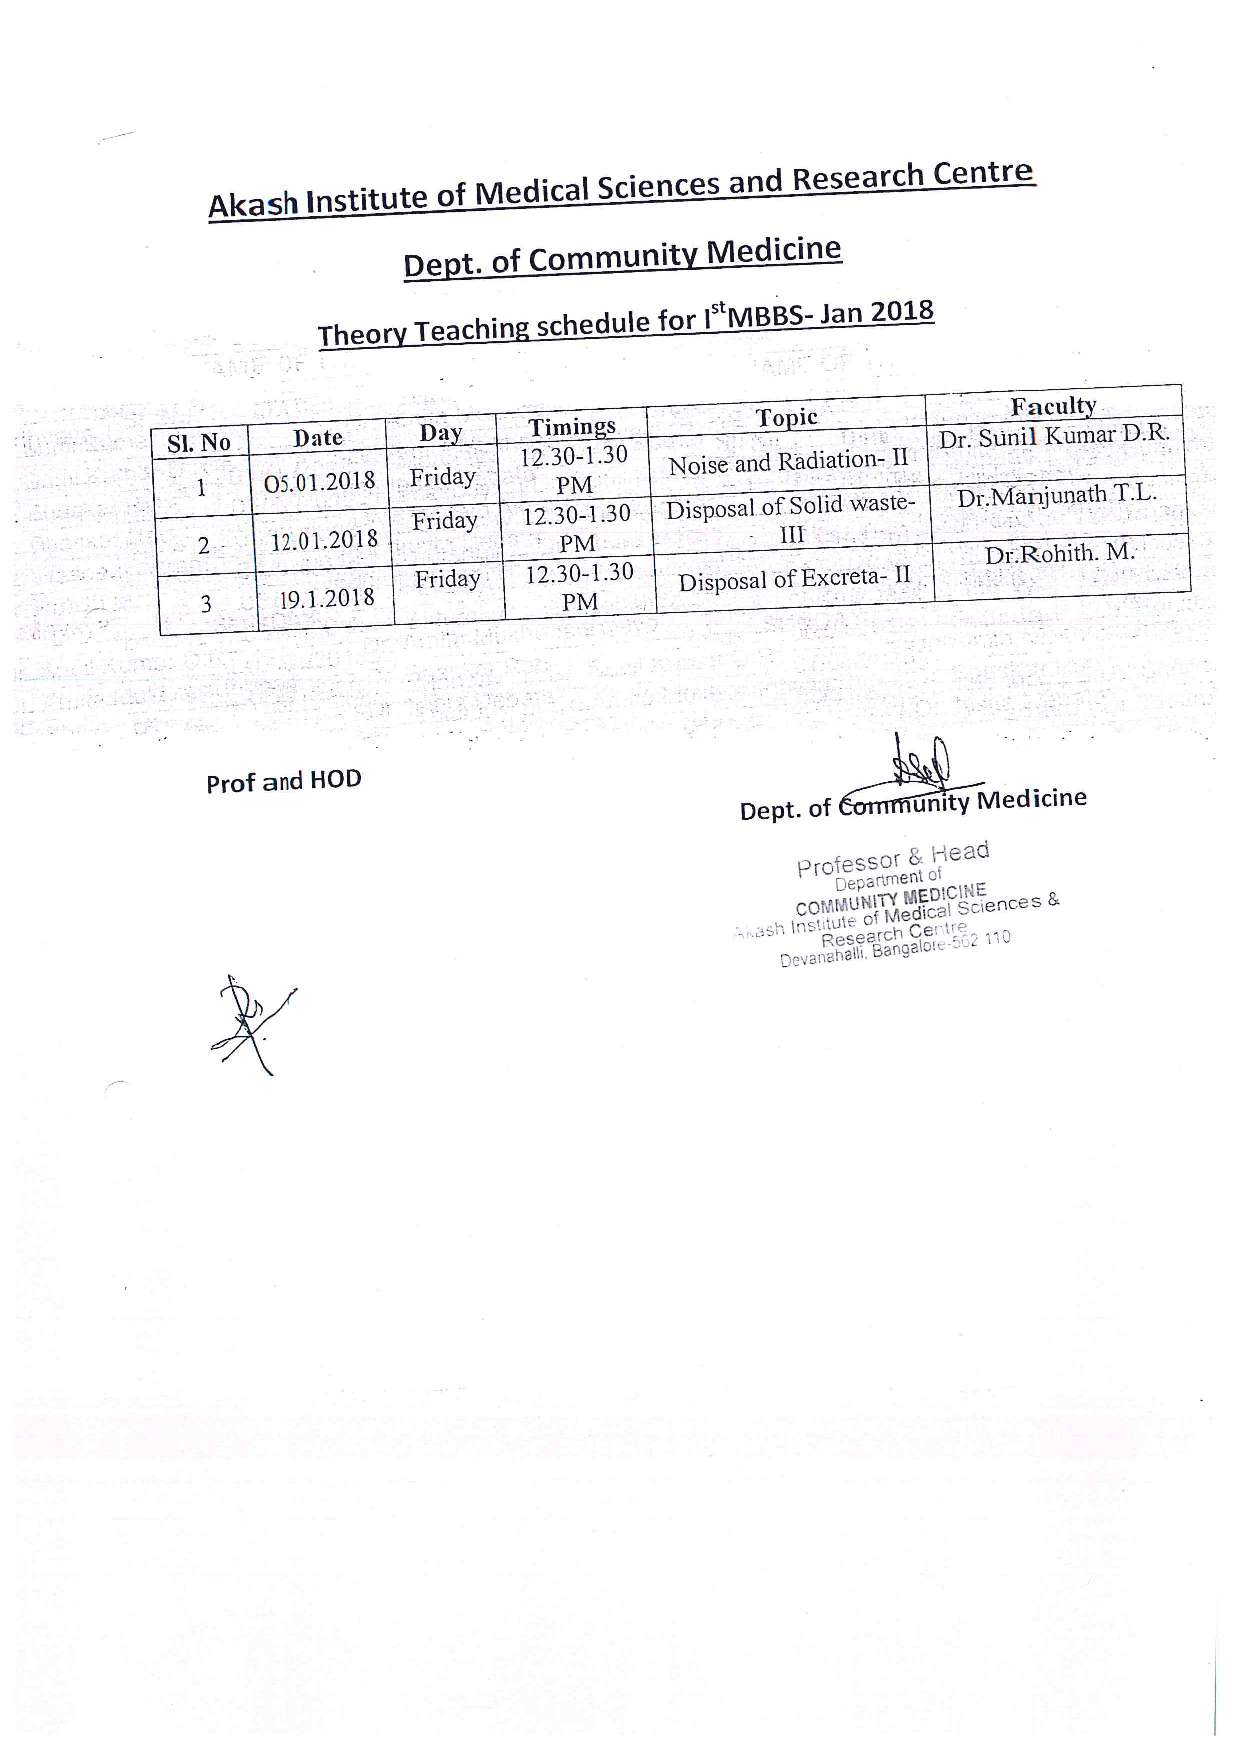 Akash Institute of Medical Sciences and Research Centre
Dept. of Community Medicine
Theory Teaching schedule for Ist MBBS- Jan 2018
Sl. No Date Day Timings Topic Faculty
1 O5.01.2018 Friday 12.30-1.30 PM Noise and Radiation- II Dr. Sunil Kumar D.R.
2 12.01.2018 Friday 12.30-1.30 PM Disposal of Solid waste- III Dr.Manjunath T.L.
3 19.1.2018 Friday 12.30-1.30 PM Disposal of Excreta- II Dr.Rohith. M.
Prof and HOD
Dept. of Community Medicine
Professor & Head
Department of
COMMUNITY MEDICINE
Akash Institute of Medical Sciences &
Research Centre
Devanahalli, Bangalore-562 110